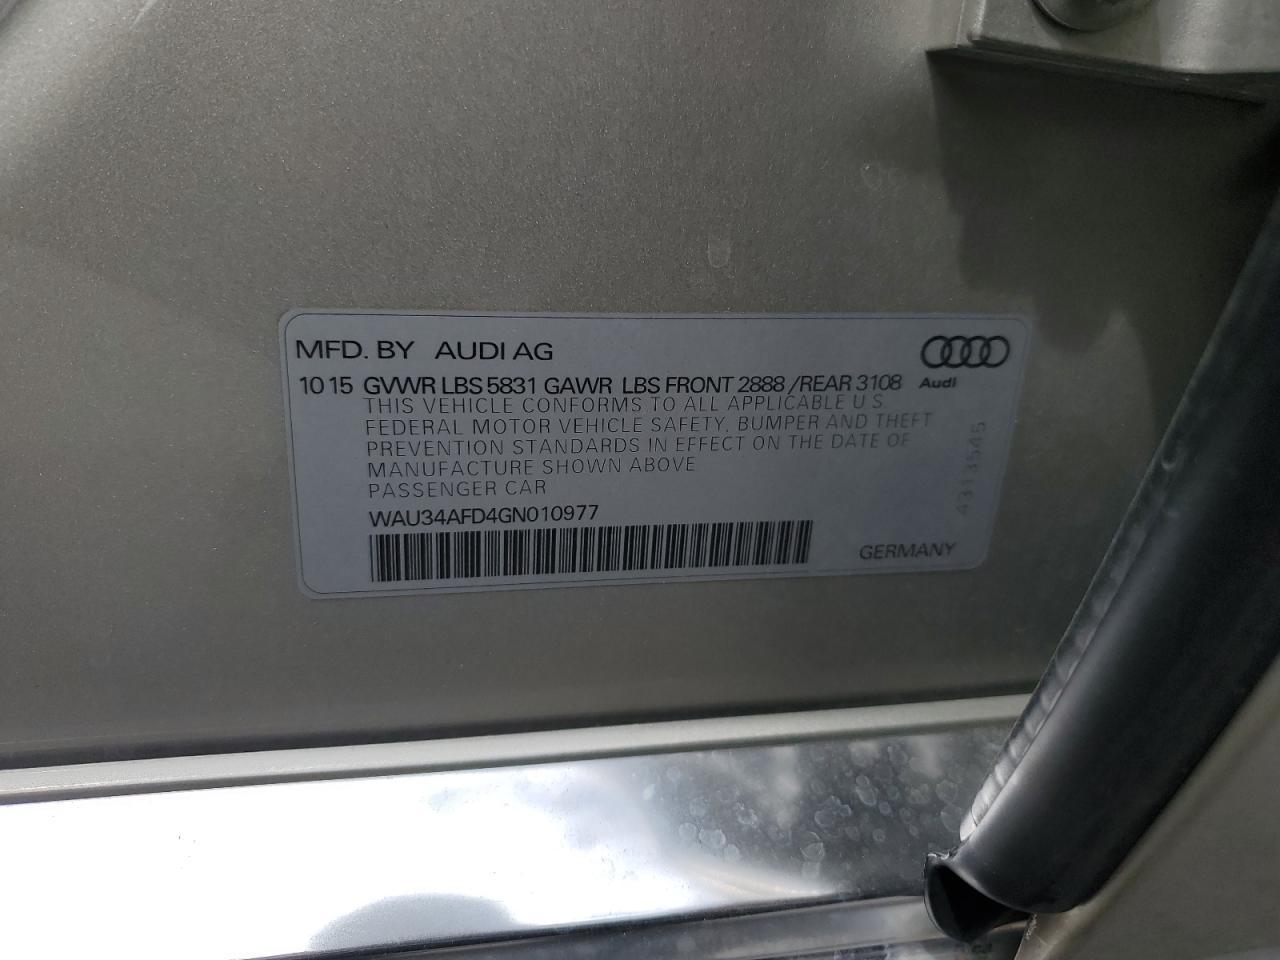 MFD. BY AUDI AG
10 15 GVWR LBS 5831 GAWR LBS FRONT 2888 / REAR 3108
Audi
THIS VEHICLE CONFORMS TO ALL APPLICABLE U S
FEDERAL MOTOR VEHICLE SAFETY, BUMPER AND THEFT
PREVENTION STANDARDS IN EFFECT ON THE DATE OF
MANUFACTURE SHOWN ABOVE
PASSENGER CAR
WAU34AFD4GN010977
GERMANY
4313545